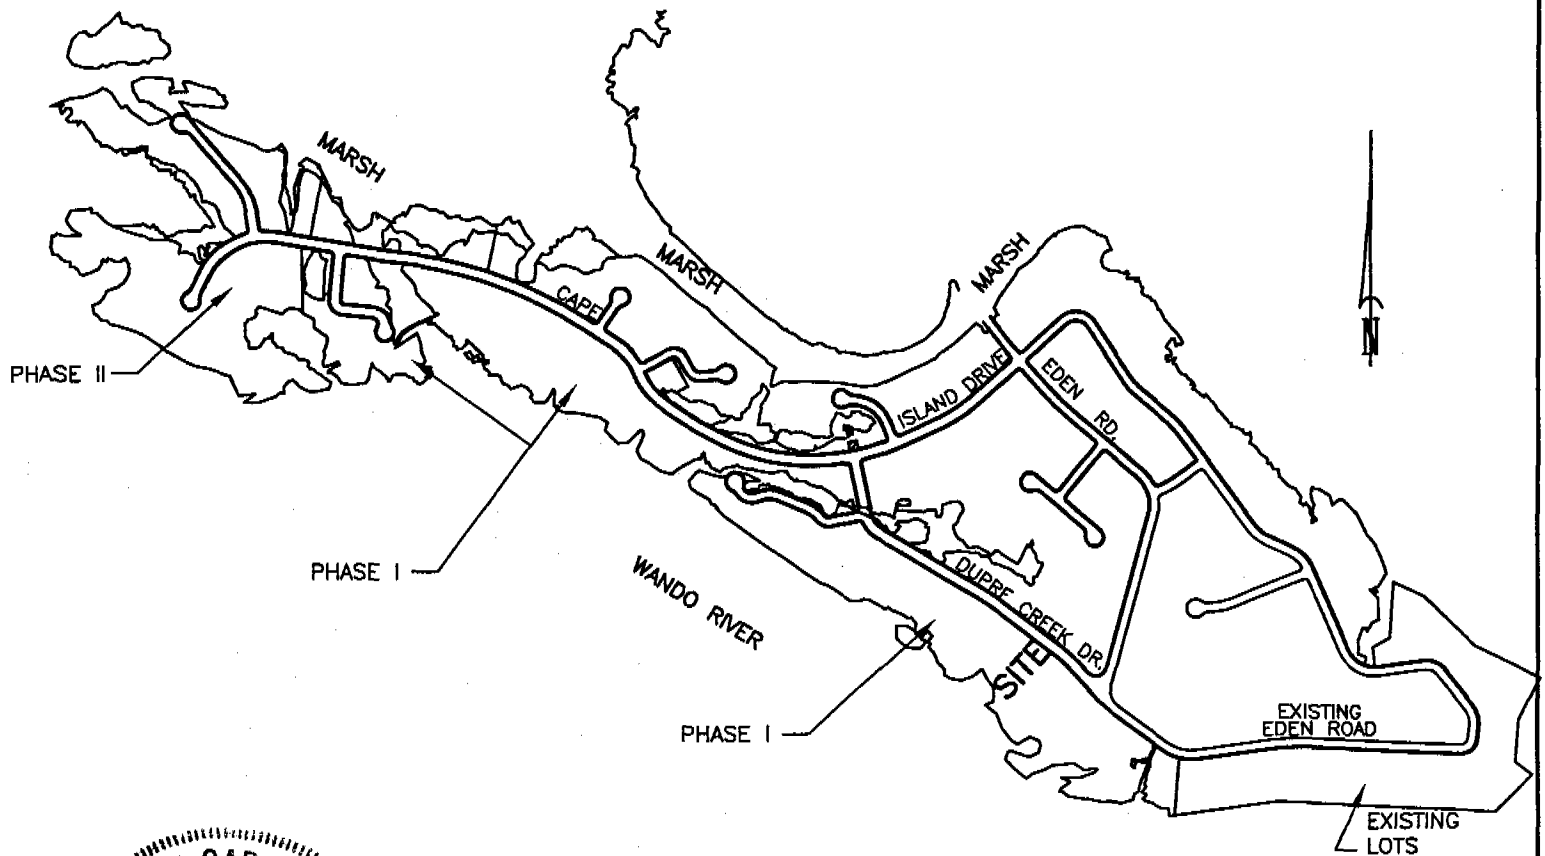 MARSH
MARSH
MARSH
CAPE
ISLAND DRIVE
EDEN RD.
N
PHASE II
PHASE I
WANDO RIVER
DUPRE CREEK DR.
SITE
PHASE I
EXISTING
EDEN ROAD
EXISTING
LOTS